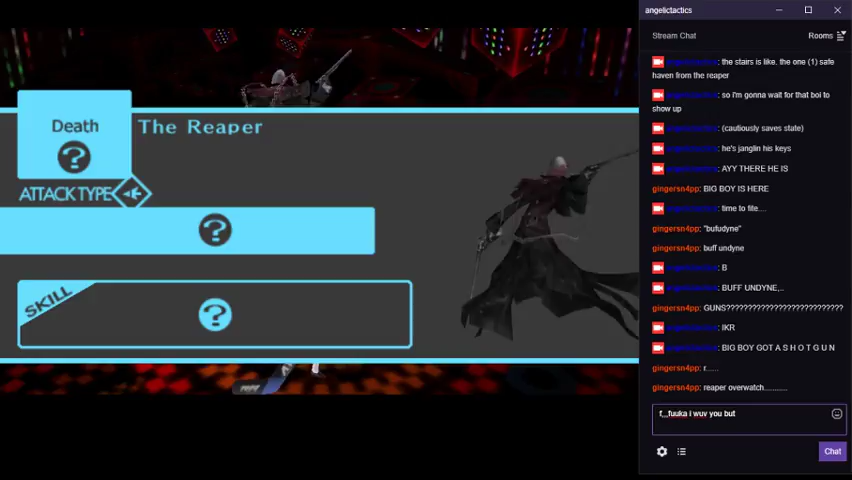 angelictactics
Stream Chat
Rooms
: the stairs is like. the one (1) safe
haven from the reaper
: so I'm gonna wait for that boi to
show up
: (cautiously saves state)
: he's janglin his keys
: AYY THERE HE IS
gingersn4pp: BIG BOY IS HERE
: time to fite....
gingersn4pp: "bufudyne"
gingersn4pp: buff undyne
: B
: BUFF UNDYNE,..
gingersn4pp: GUNS??????????????????????????
: IKR
: BIG BOY GOT A S H O T G U N
gingersn4pp: r......
gingersn4pp: reaper overwatch...........
f,,,fuuka i wuv you but
Chat
Death
The Reaper
?
ATTACK TYPE
?
SKILL
?